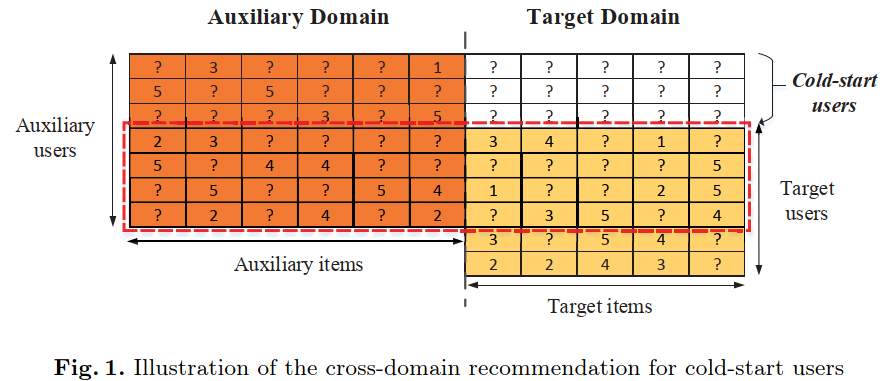 Auxiliary Domain Target Domain
? 3 ? ? ? 1 ? ? ? ? ?
5 ? 5 ? ? ? ? ? ? ? ?
? ? ? 3 ? 5 ? ? ? ? ?
Cold-start
users
Auxiliary
users
2 3 ? ? ? ? 3 4 ? 1 ?
5 ? 4 4 ? ? ? ? ? ? 5
? 5 ? ? 5 4 1 ? ? 2 5
? 2 ? 4 ? 2 ? 3 5 ? 4
3 ? 5 4 ?
2 2 4 3 ?
Target
users
Auxiliary items
Target items
Fig. 1. Illustration of the cross-domain recommendation for cold-start users